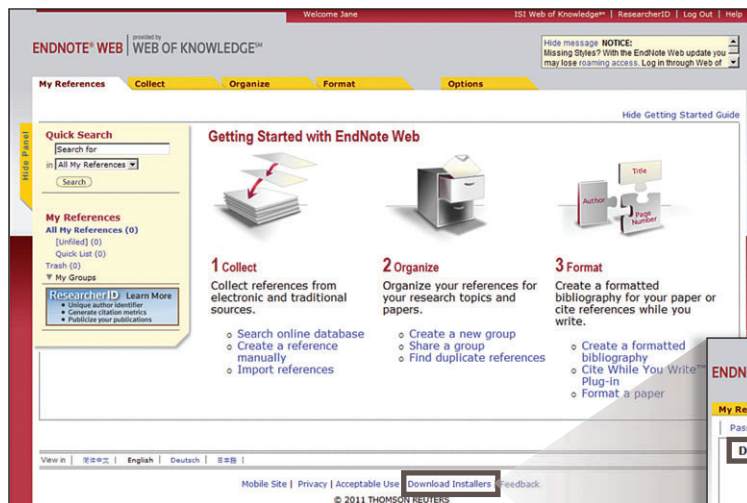 Welcome Jane
ISI Web of Knowledge℠ | ResearcherID | Log Out | Help
ENDNOTE® WEB | provided by WEB OF KNOWLEDGE℠
Hide message NOTICE:
Missing Styles? With the EndNote Web update you
may lose roaming access. Log in through Web of
My References Collect Organize Format Options
Hide Getting Started Guide
Hide Panel
Quick Search
Search for
in All My References
Search
My References
All My References (0)
[Unfiled] (0)
Quick List (0)
Trash (0)
▼ My Groups
ResearcherID Learn More
• Unique author identifier
• Generate citation metrics
• Publicize your publications
Getting Started with EndNote Web
Title
Author
Page
Number
1 Collect
Collect references from
electronic and traditional
sources.
Search online database
Create a reference
manually
Import references
2 Organize
Organize your references for
your research topics and
papers.
Create a new group
Share a group
Find duplicate references
3 Format
Create a formatted
bibliography for your paper or
cite references while you
write.
Create a formatted
bibliography
Cite While You Write™
Plug-in
Format a paper
ENDN
My Re
Pas
D
View in | 简体中文 | English | Deutsch | 日本語 |
Mobile Site | Privacy | Acceptable Use | Download Installers | Feedback
© 2011 THOMSON REUTERS